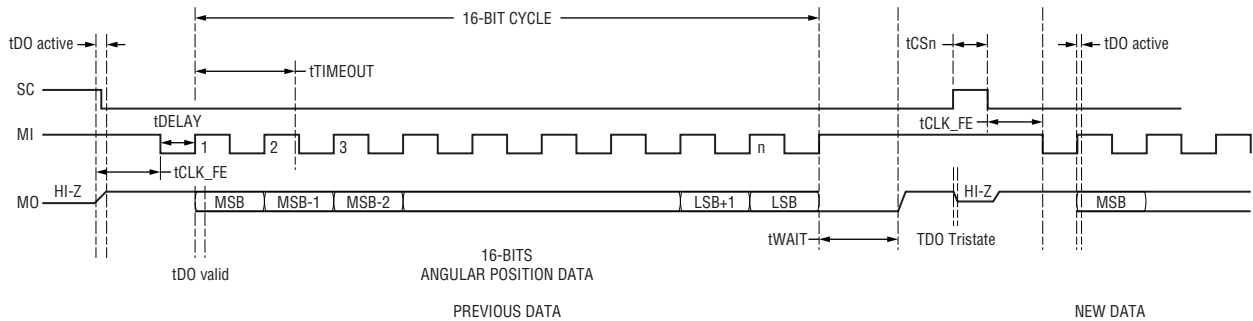 16-BIT CYCLE
tDO active
tCSn
tDO active
tTIMEOUT
SC
tDELAY
tCLK_FE
MI
1
2
3
n
tCLK_FE
HI-Z
HI-Z
MO
MSB
MSB-1
MSB-2
LSB+1
LSB
MSB
tWAIT
TDO Tristate
tDO valid
16-BITS
ANGULAR POSITION DATA
PREVIOUS DATA
NEW DATA